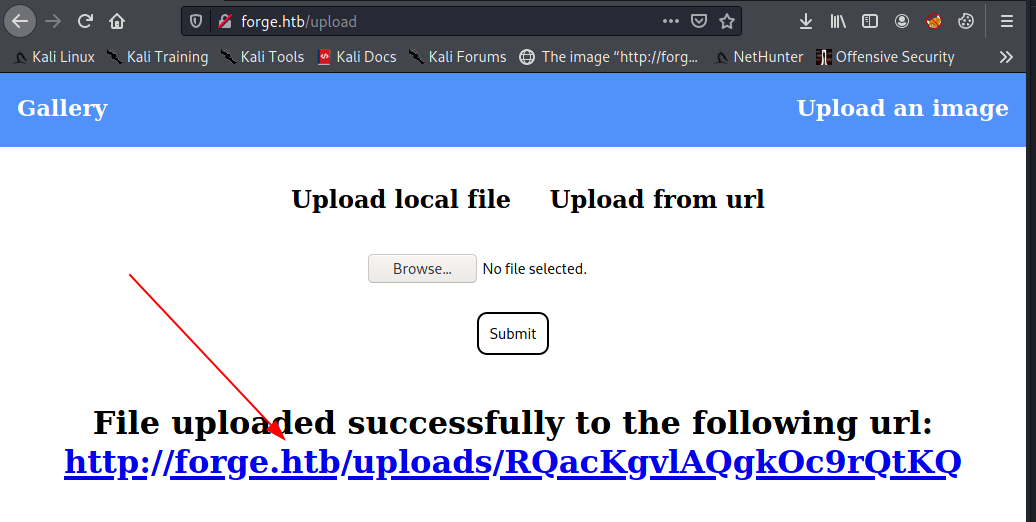 forge.htb/upload
Kali Linux Kali Training Kali Tools Kali Docs Kali Forums The image “http://forg... NetHunter Offensive Security
Gallery Upload an image
Upload local file Upload from url
Browse... No file selected.
Submit
File uploaded successfully to the following url:
http://forge.htb/uploads/RQacKgvlAQgkOc9rQtKQ